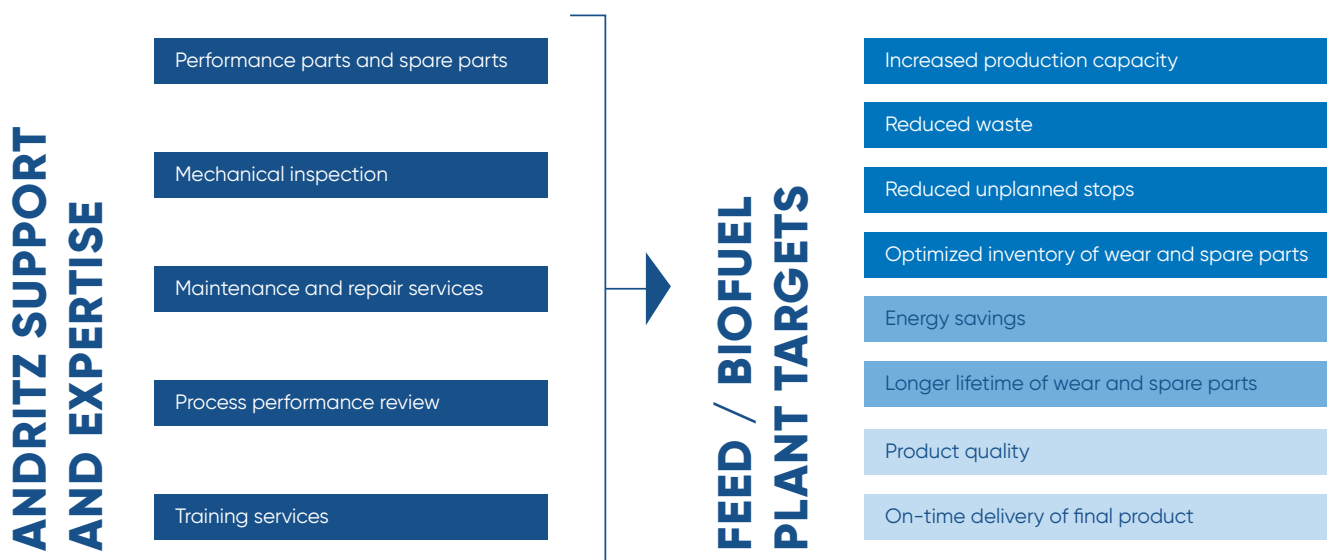 ANDRITZ SUPPORT
AND EXPERTISE
Performance parts and spare parts
Mechanical inspection
Maintenance and repair services
Process performance review
Training services
FEED / BIOFUEL
PLANT TARGETS
Increased production capacity
Reduced waste
Reduced unplanned stops
Optimized inventory of wear and spare parts
Energy savings
Longer lifetime of wear and spare parts
Product quality
On-time delivery of final product